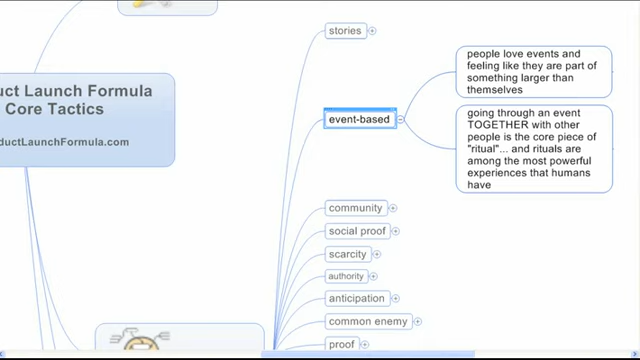 stories
people love events and
feeling like they are part of
something larger than
themselves
uct Launch Formula
Core Tactics
ductLaunchFormula.com
event-based
going through an event
TOGETHER with other
people is the core piece of
"ritual"... and rituals are
among the most powerful
experiences that humans
have
community
social proof
scarcity
authority
anticipation
common enemy
proof